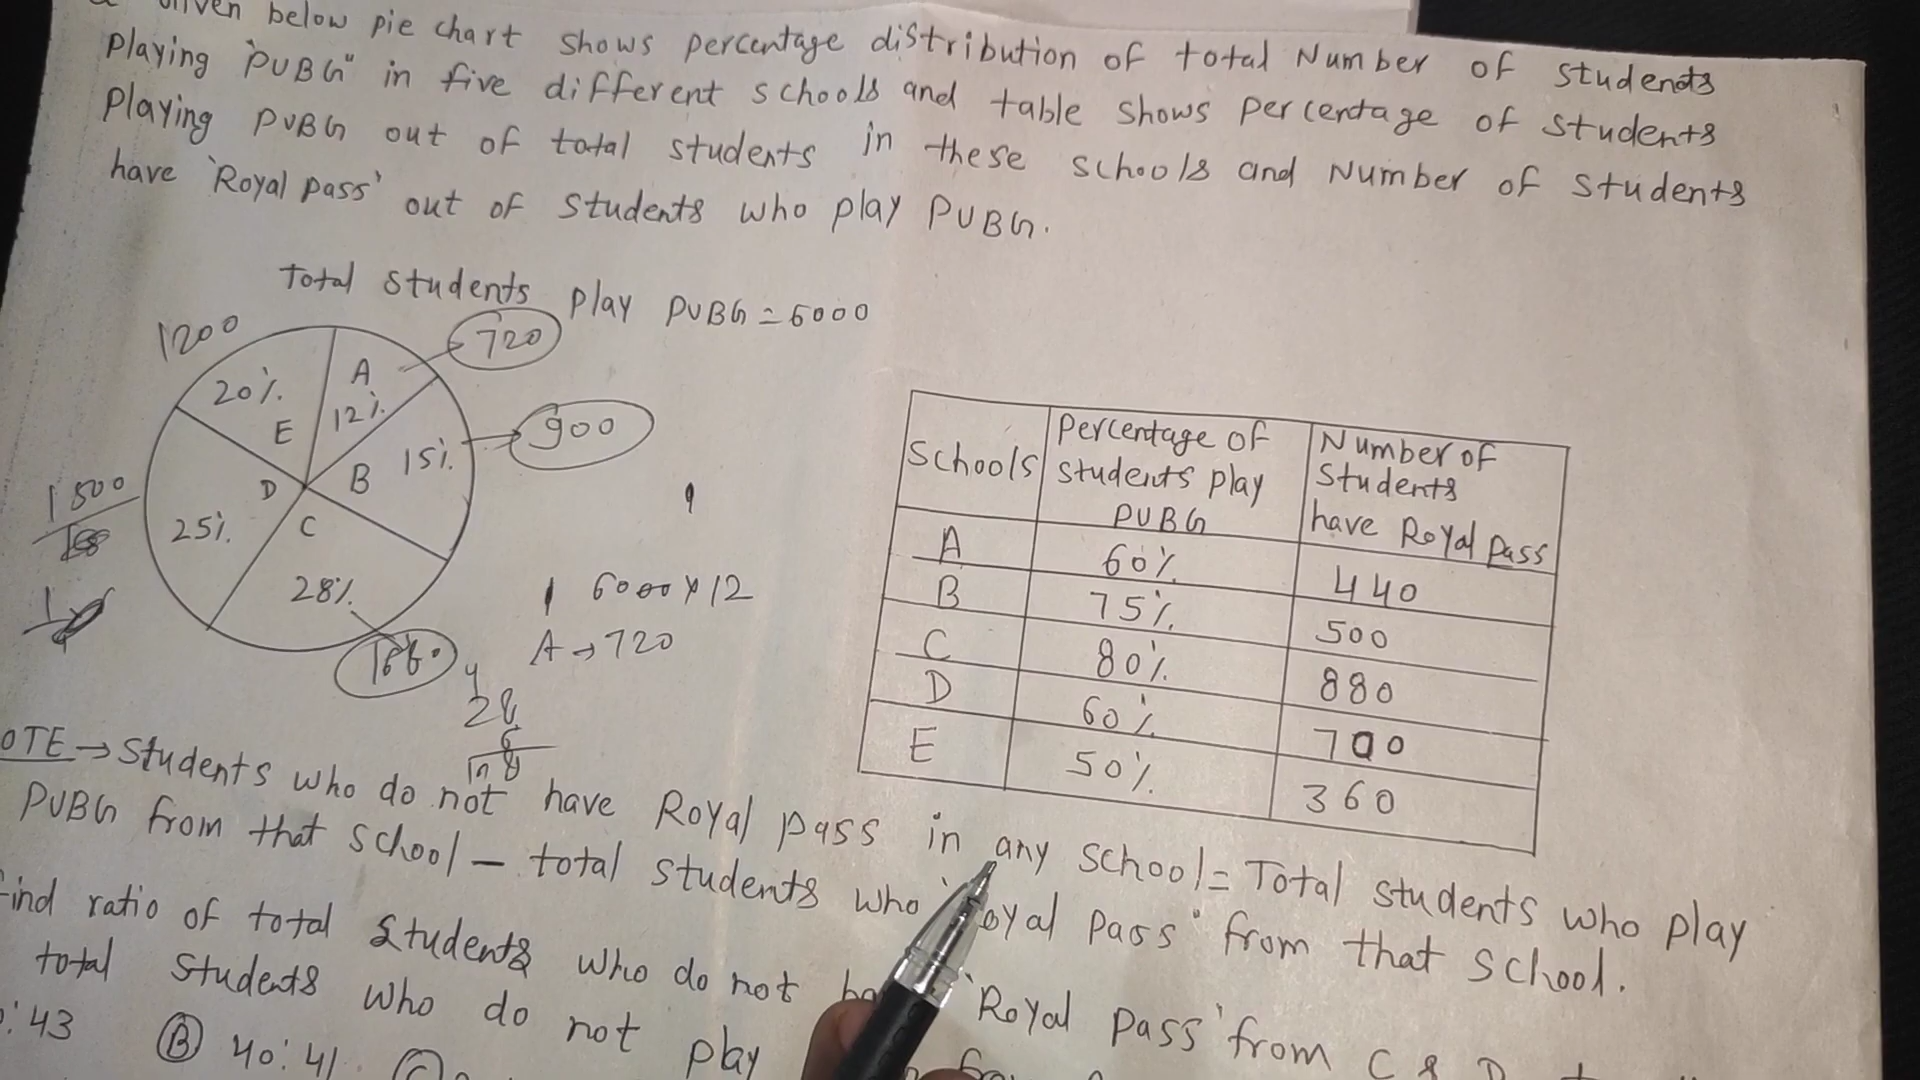 Given below pie chart shows percentage distribution of total Number of students
Playing "PUBG" in five different schools and table shows percentage of students
Playing PUBG out of total students in these schools and Number of students
have 'Royal pass' out of students who play PUBG.
Total students play PUBG = 6000
1200
720
20%
E
A
12%
900
15%
B
D
25%
C
28%
1500
1680
6000 x 12
A → 720
28
Schools Percentage of students play PUBG Number of students have Royal pass
A 60% 440
B 75% 500
C 80% 880
D 60% 700
E 50% 360
OTE → Students who do not have Royal pass in any school = Total students who play
PUBG from that school - total students who oyal pass' from that school.
ind ratio of total students who do not 'Royal pass' from C & D
total students who do not play
:43 (B) 40:41 (C)